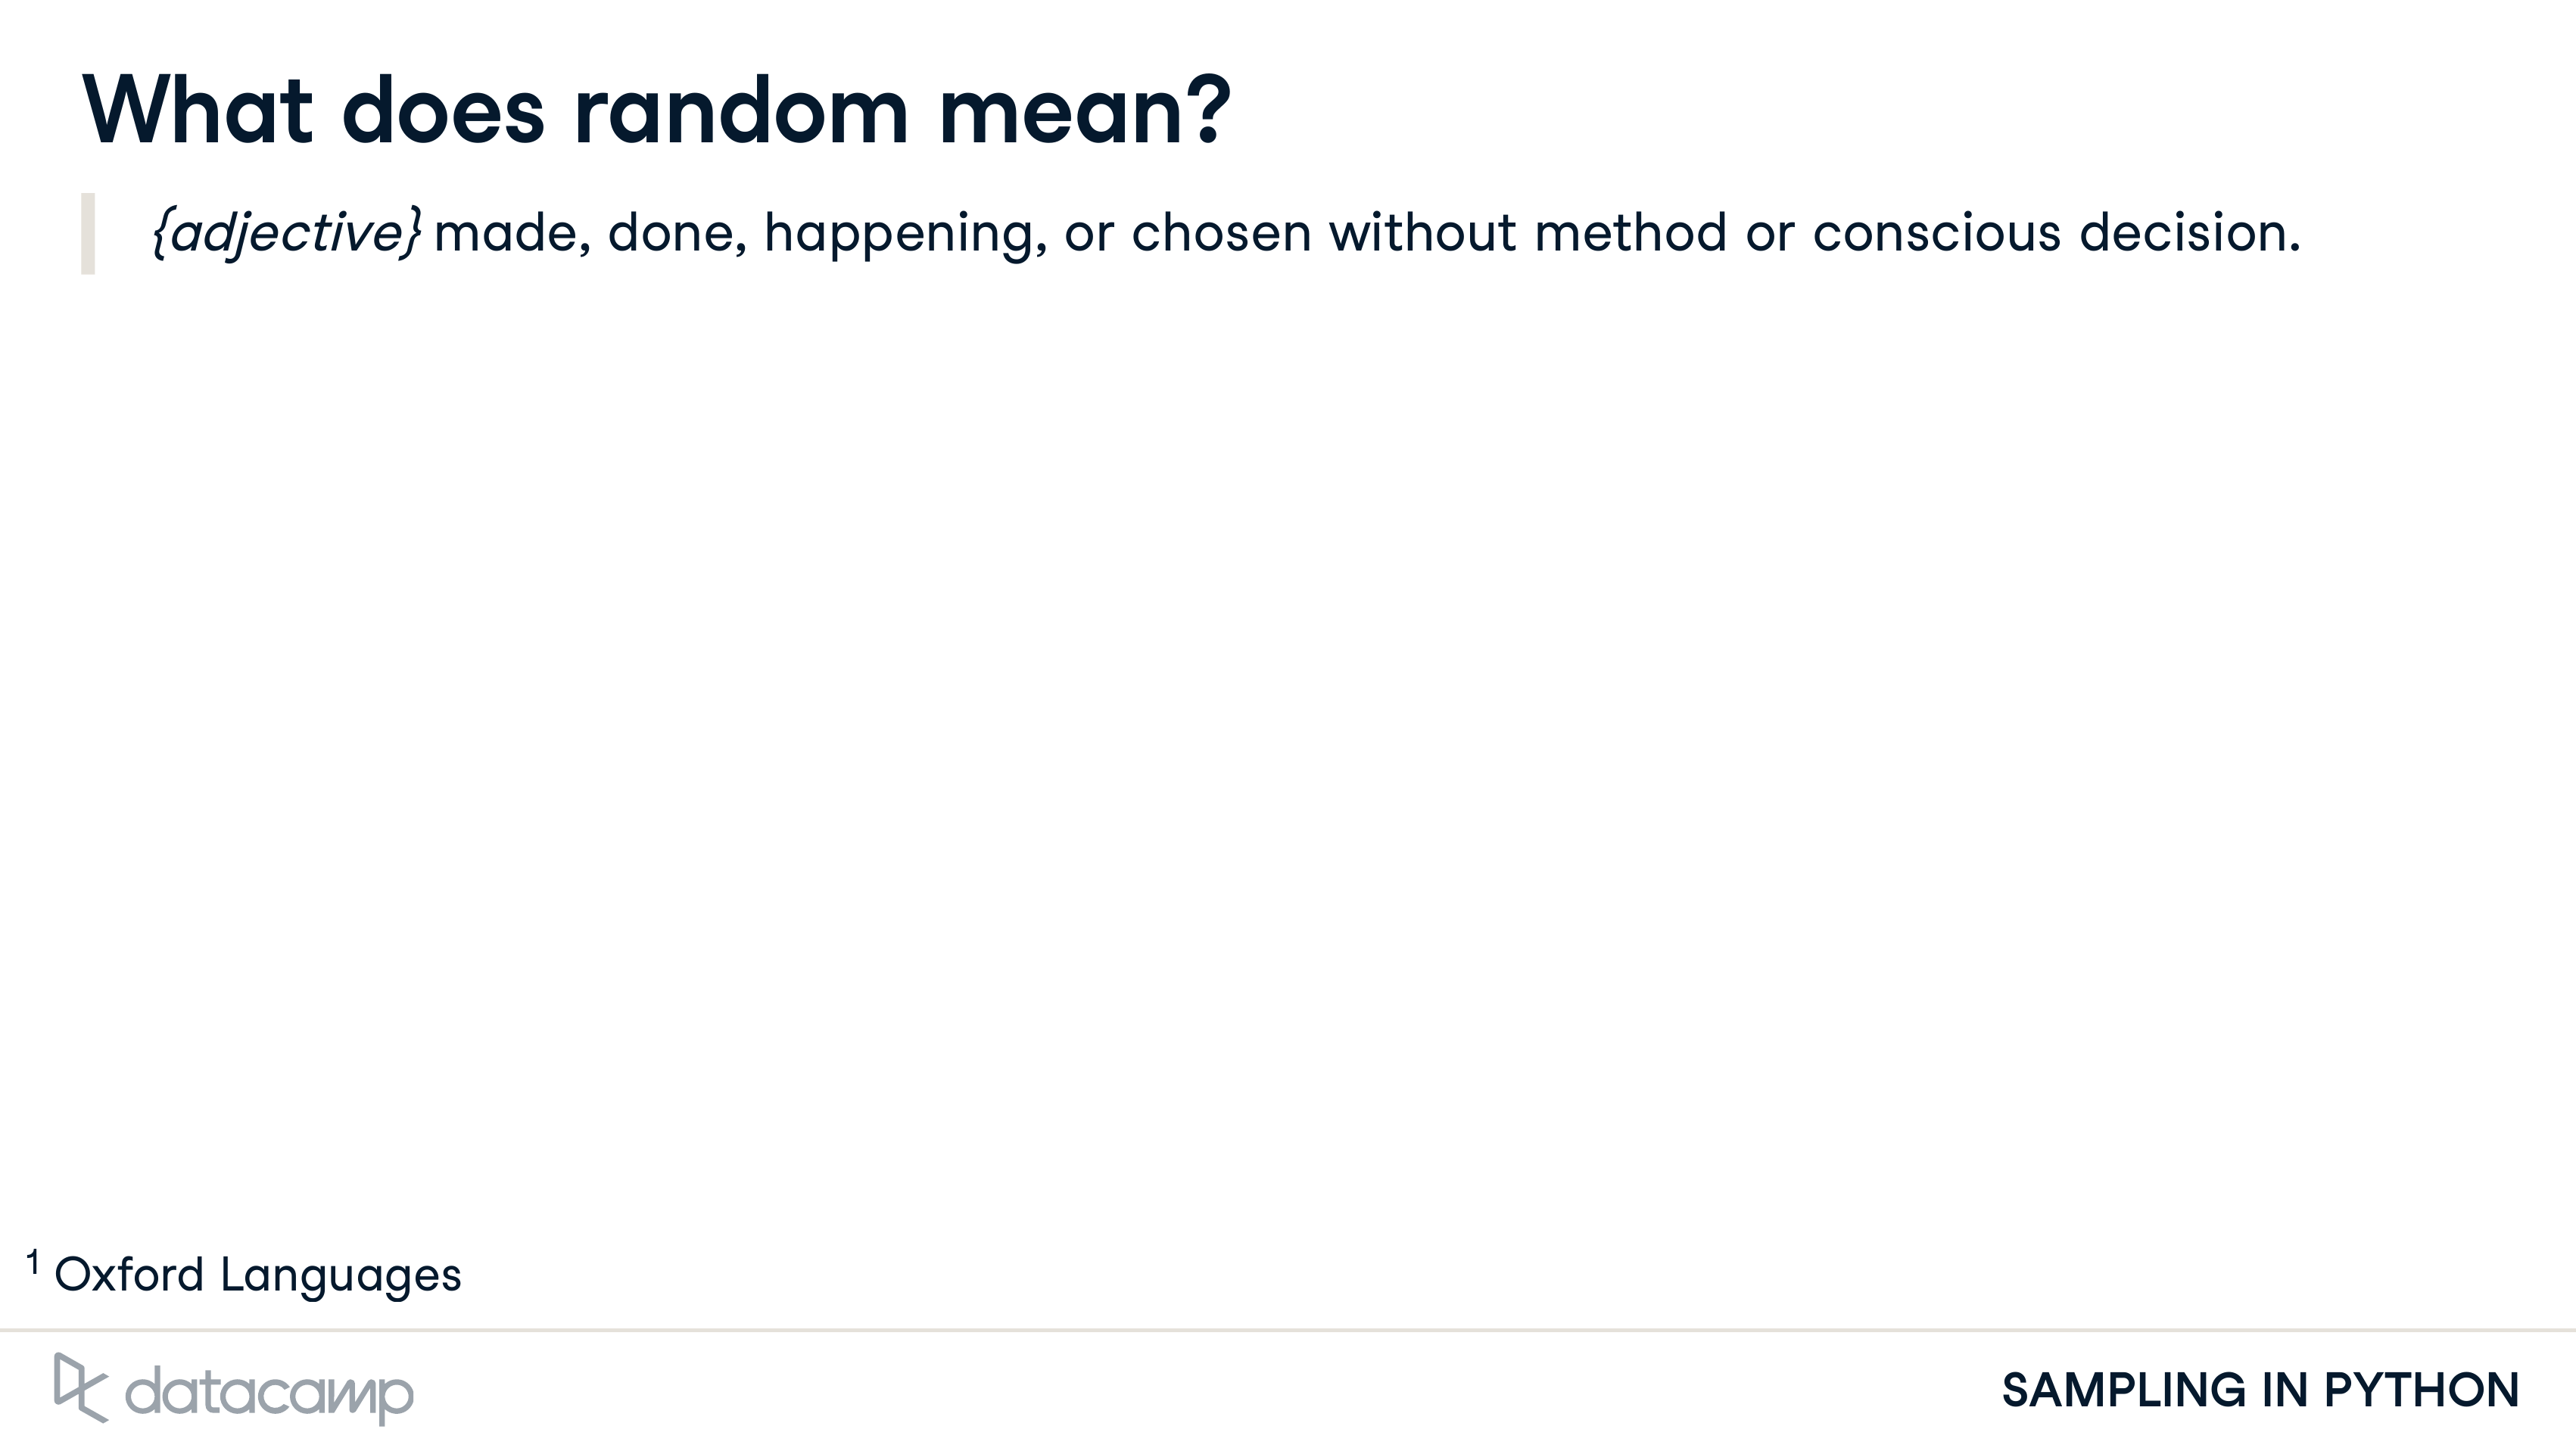 What does random mean?
{adjective} made, done, happening, or chosen without method or conscious decision.
1 Oxford Languages
datacamp
SAMPLING IN PYTHON